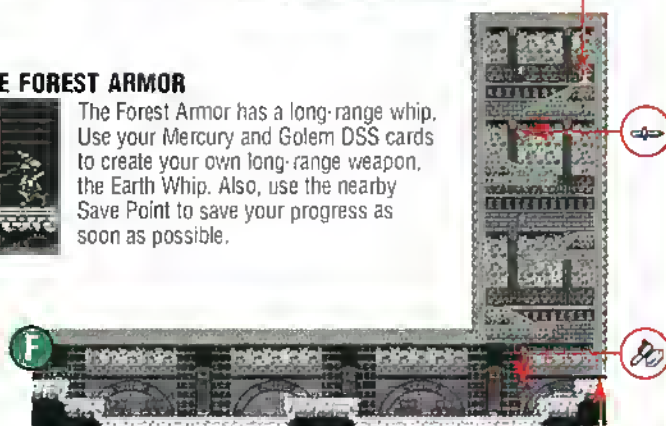 E FOREST ARMOR
The Forest Armor has a long-range whip.
Use your Mercury and Golem DSS cards
to create your own long-range weapon,
the Earth Whip. Also, use the nearby
Save Point to save your progress as
soon as possible.
F